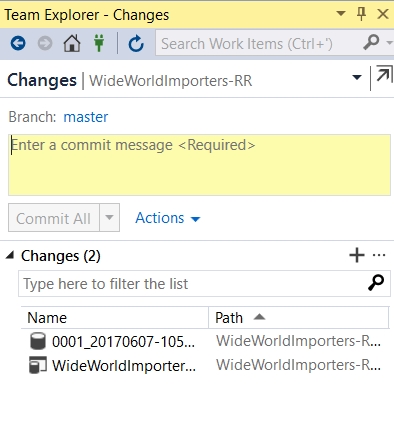 Team Explorer - Changes
Search Work Items (Ctrl+')
Changes | WideWorldImporters-RR
Branch: master
Enter a commit message <Required>
Commit All Actions
Changes (2)
Type here to filter the list
Name Path
0001_20170607-105... WideWorldImporters-R...
WideWorldImporter... WideWorldImporters-R...